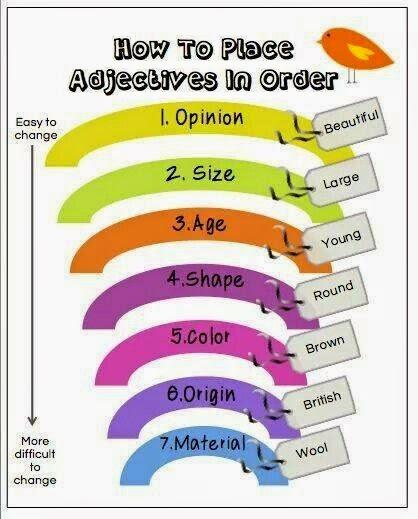 How To Place
Adjectives In Order
Easy to
change
1. Opinion
Beautiful
2. Size
Large
3. Age
Young
4. Shape
Round
5. Color
Brown
6. Origin
British
7. Material
Wool
More
difficult
to
change